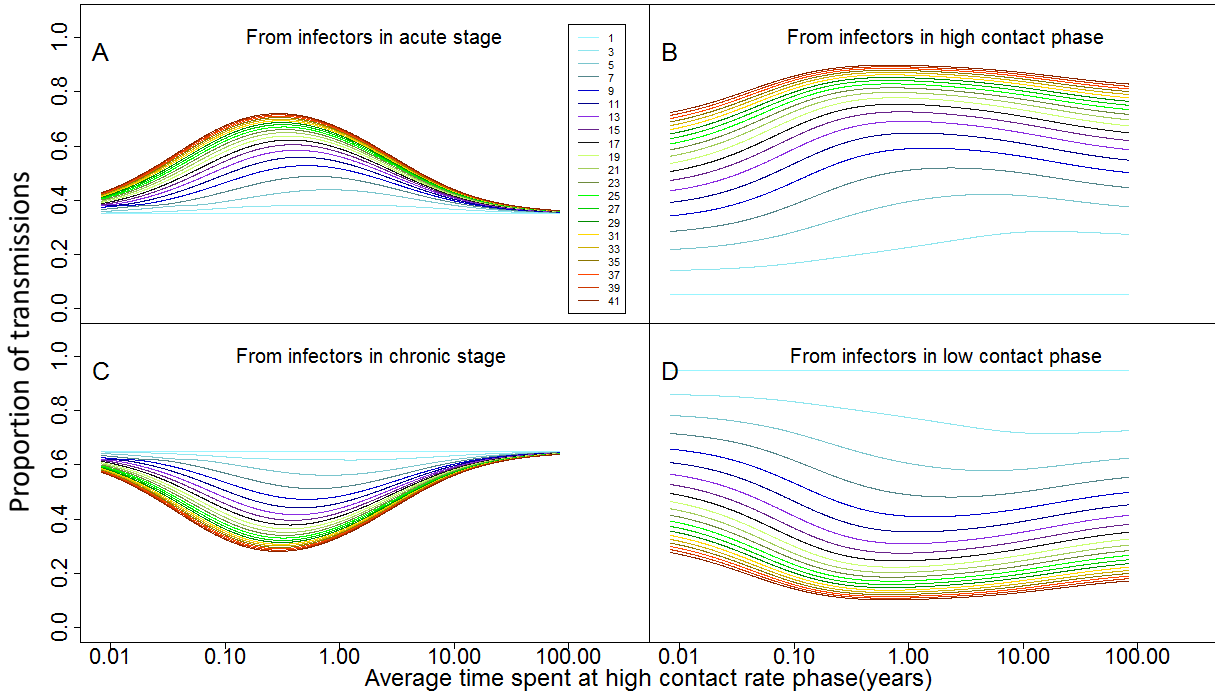 A
From infectors in acute stage
1.0
0.8
0.6
0.4
0.2
0.0
1
3
5
7
9
11
13
15
17
19
21
23
25
27
29
31
33
35
37
39
41
B
From infectors in high contact phase
Proportion of transmissions
C
From infectors in chronic stage
1.0
0.8
0.6
0.4
0.2
0.0
D
From infectors in low contact phase
0.01 0.10 1.00 10.00 100.00
0.01 0.10 1.00 10.00 100.00
Average time spent at high contact rate phase(years)